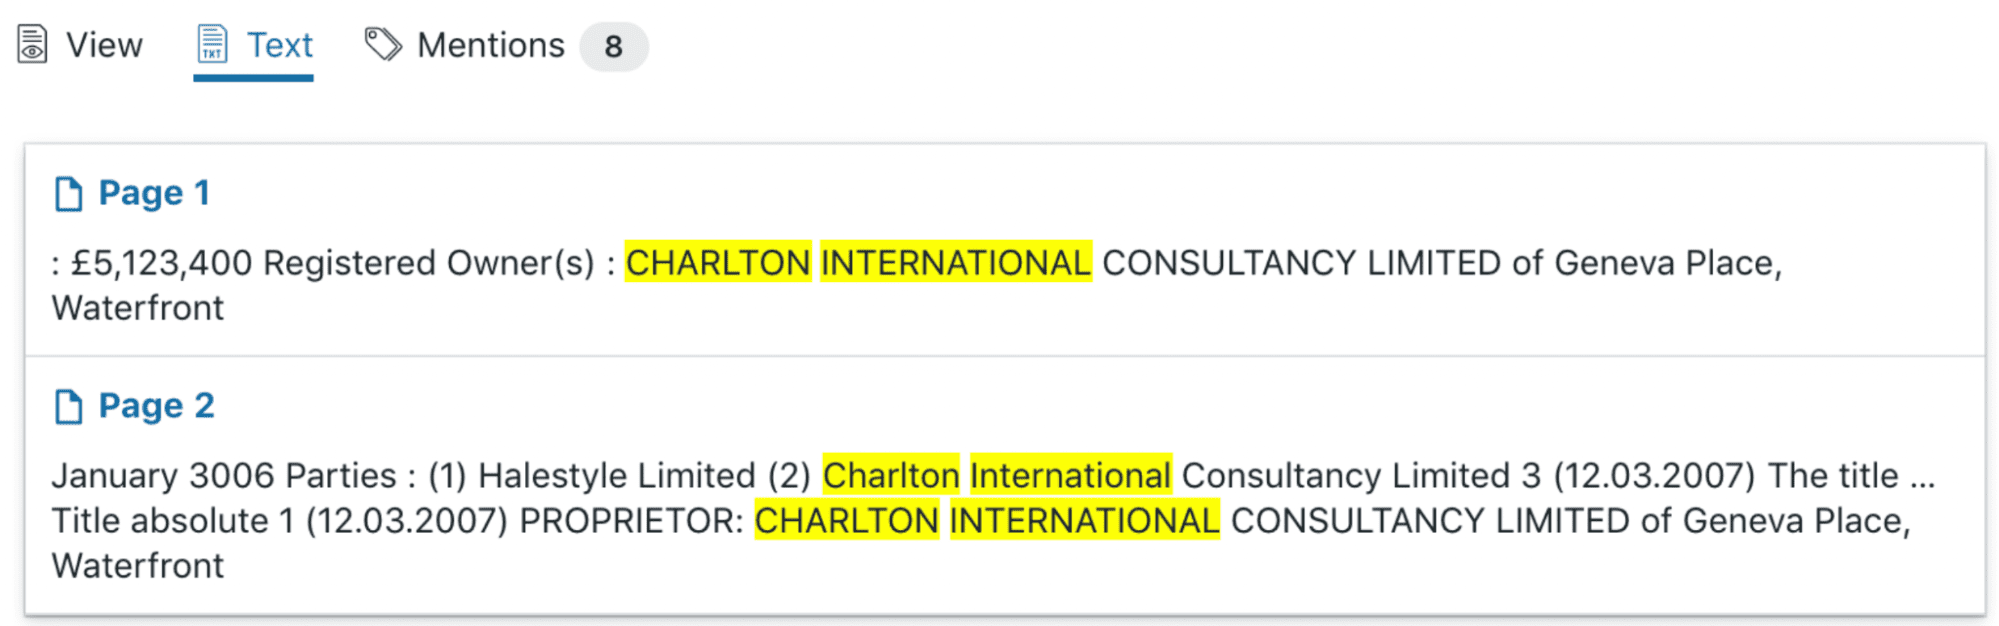 View Text Mentions 8
Page 1
: £5,123,400 Registered Owner(s) : CHARLTON INTERNATIONAL CONSULTANCY LIMITED of Geneva Place,
Waterfront
Page 2
January 3006 Parties : (1) Halestyle Limited (2) Charlton International Consultancy Limited 3 (12.03.2007) The title ...
Title absolute 1 (12.03.2007) PROPRIETOR: CHARLTON INTERNATIONAL CONSULTANCY LIMITED of Geneva Place,
Waterfront